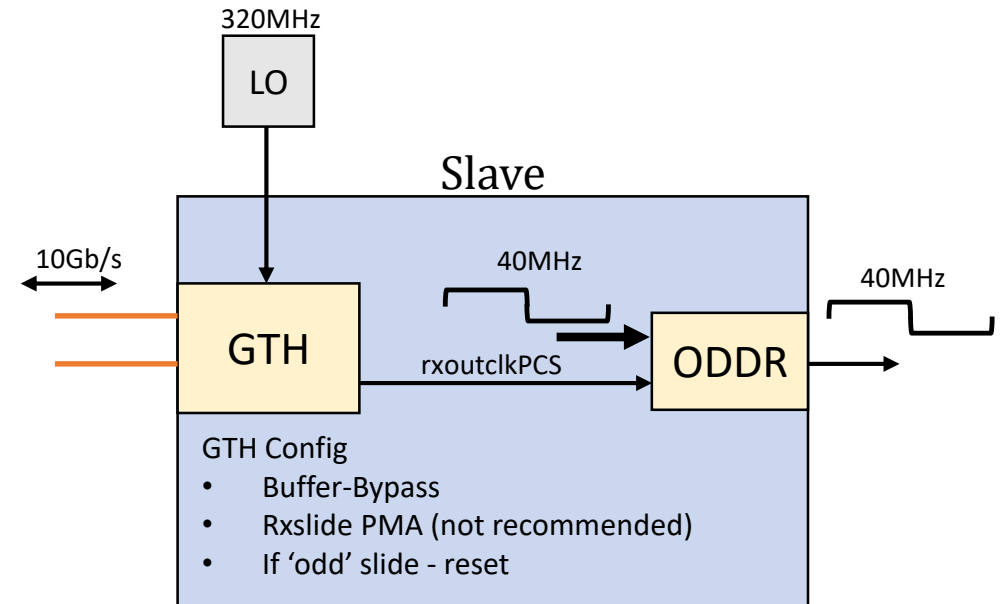 320MHz
LO
Slave
10Gb/s
40MHz
40MHz
GTH
rxoutclkPCS
ODDR
GTH Config
• Buffer-Bypass
• Rxslide PMA (not recommended)
• If ‘odd’ slide - reset